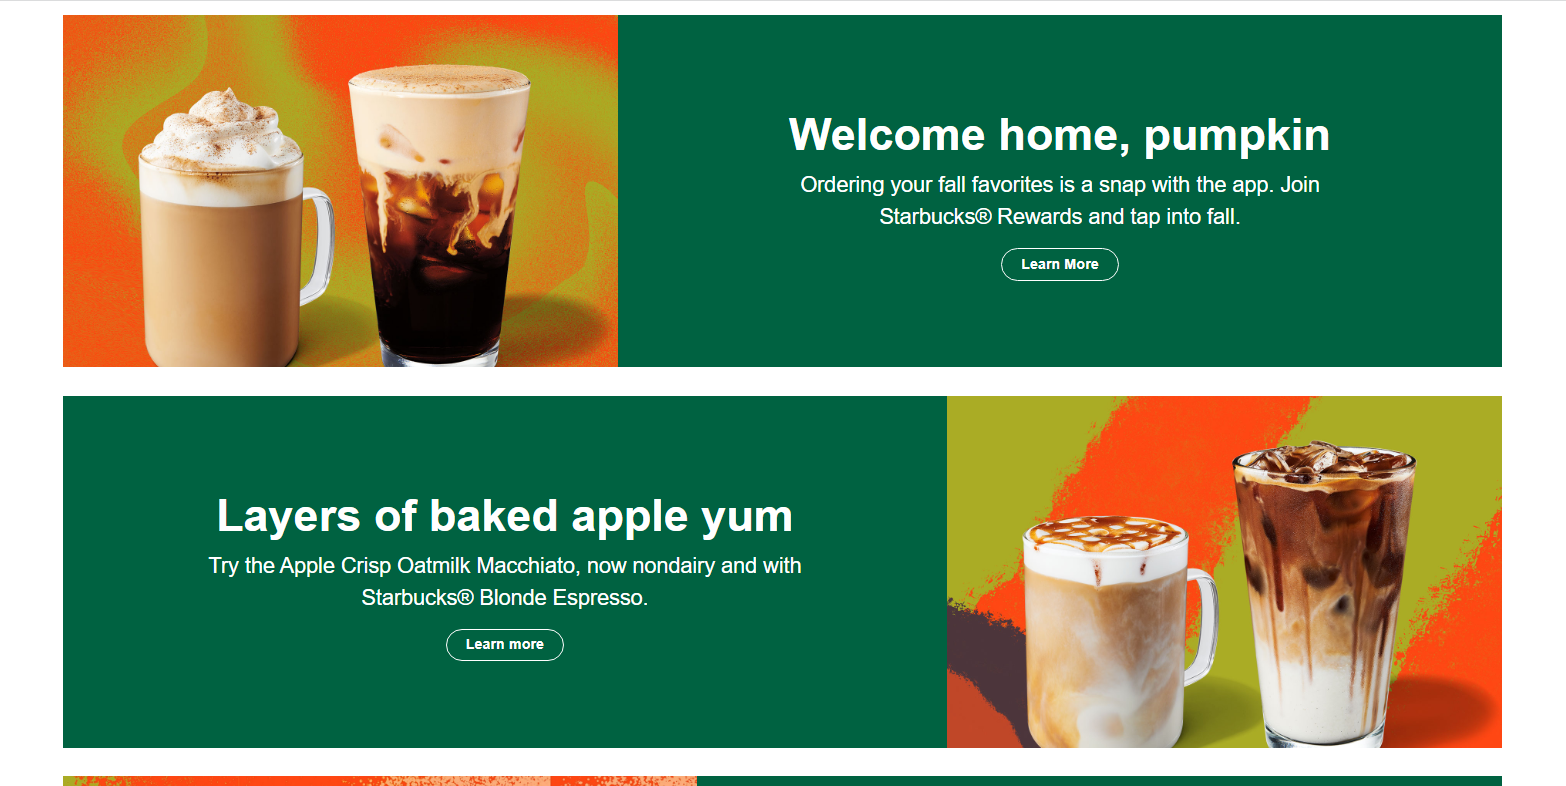 Welcome home, pumpkin
Ordering your fall favorites is a snap with the app. Join
Starbucks® Rewards and tap into fall.
Learn More
Layers of baked apple yum
Try the Apple Crisp Oatmilk Macchiato, now nondairy and with
Starbucks® Blonde Espresso.
Learn more